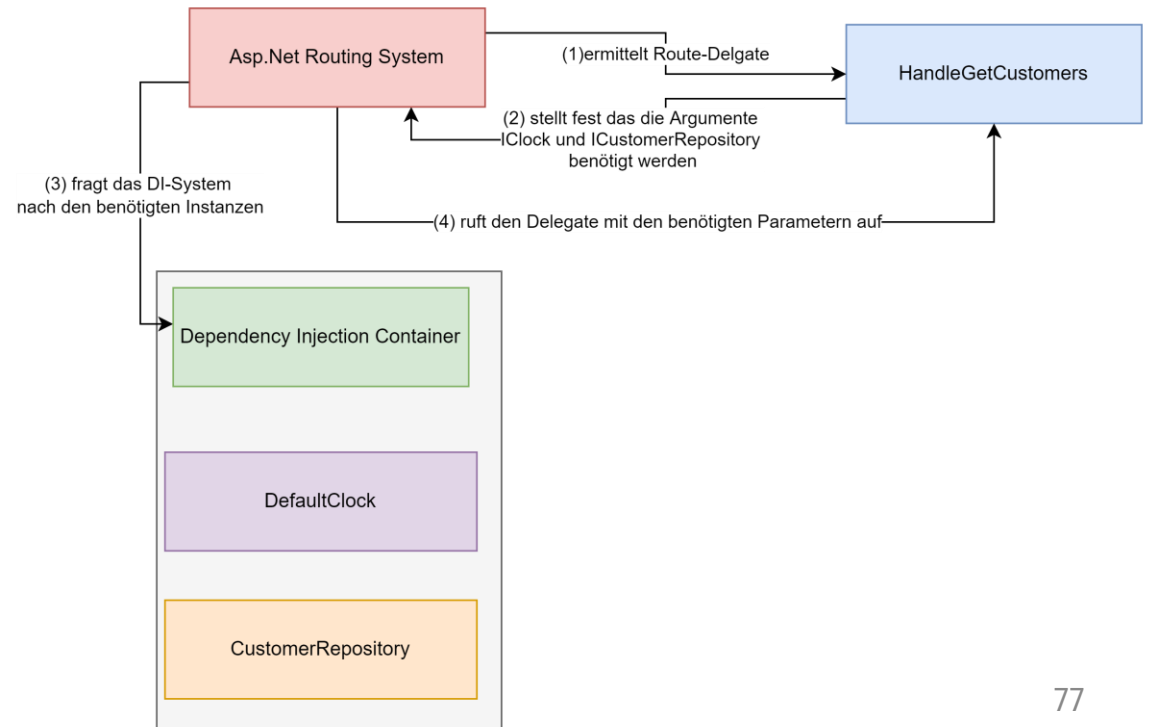 Asp.Net Routing System
(1)ermittelt Route-Delgate
HandleGetCustomers
(2) stellt fest das die Argumente
IClock und ICustomerRepository
benötigt werden
(3) fragt das DI-System
nach den benötigten Instanzen
(4) ruft den Delegate mit den benötigten Parametern auf
Dependency Injection Container
DefaultClock
CustomerRepository
77